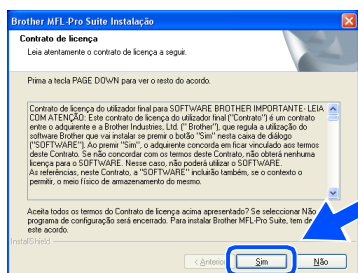 Brother MFL-Pro Suite Instalação
Contrato de licença
Leia atentamente o contrato de licença a seguir.
Prima a tecla PAGE DOWN para ver o resto do acordo.
Contrato de licença do utilizador final para SOFTWARE BROTHER IMPORTANTE- LEIA
COM ATENÇÃO: Este contrato de licença do utilizador final ("Contrato") é um contrato
entre o adquirente e a Brother Industries, Ltd. (" Brother"), que regula a utilização do
software Brother que vai instalar se premir o botão "Sim" nesta caixa de diálogo
("SOFTWARE"). Ao premir "Sim", o adquirente concorda em ficar vinculado aos termos
deste Contrato. Se não concordar com os termos deste Contrato, não obterá nenhuma
licença para o SOFTWARE. Nesse caso, não poderá utilizar o SOFTWARE.
As referências, neste Contrato, a "SOFTWARE" incluirão também, se o contexto o
permitir, o meio físico de armazenamento do mesmo.
Aceita todos os termos do Contrato de licença acima apresentado? Se seleccionar Não
programa de configuração será encerrado. Para instalar Brother MFL-Pro Suite, tem de
este acordo.
InstallShield
< Anterior
Sim
Não